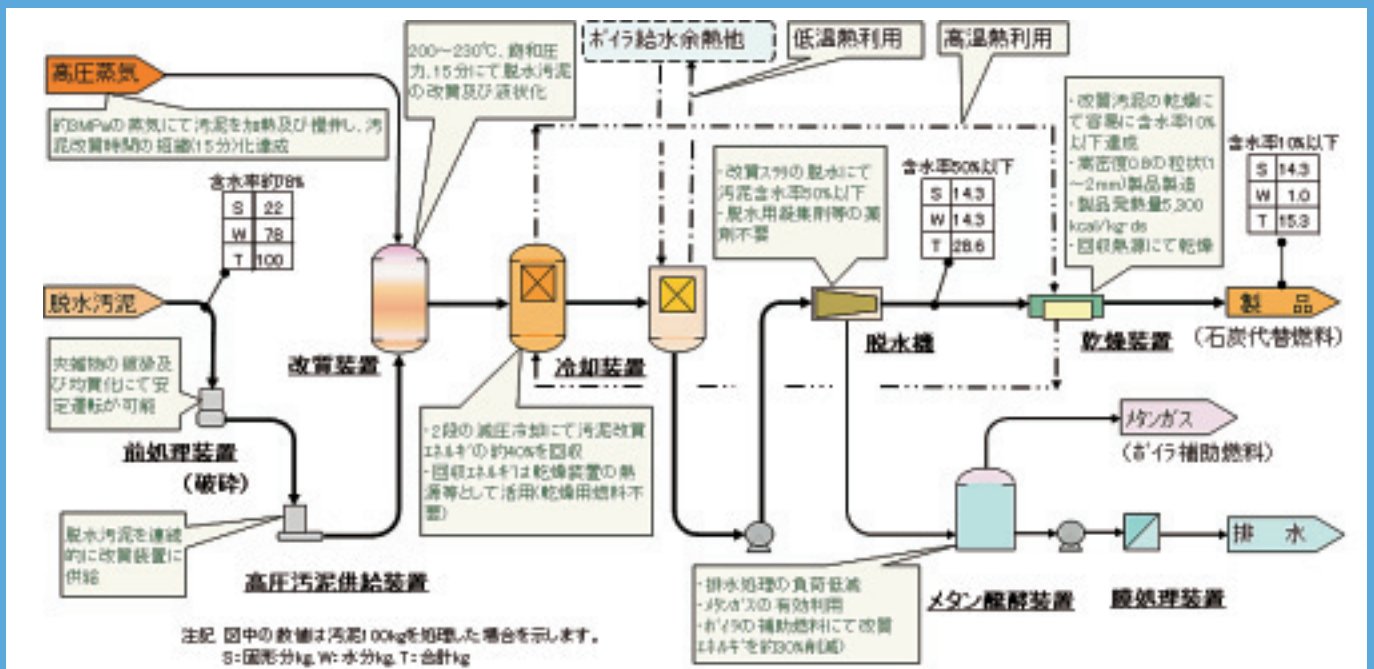 高圧蒸気
約3MPaの蒸気にて汚泥を加熱及び攪拌し、汚
泥改質時間の短縮(15分)化達成
200～230℃、飽和圧
力、15分にて脱水汚泥
の改質及び液状化
ボイラ給水余熱他
低温熱利用
高温熱利用
・改質汚泥の乾燥に
て容易に含水率10%
以下達成
・高密度0.8の粒状(1
～2mm)製品製造
・製品発熱量5,300
kcal/kg-ds
・回収熱源にて乾燥
含水率10%以下
S 14.3
W 1.0
T 15.3
含水率約78%
S 22
W 78
T 100
・改質スラリの脱水にて
汚泥含水率50%以下
・脱水用凝集剤等の薬
剤不要
含水率50%以下
S 14.3
W 14.3
T 28.6
脱水汚泥
夾雑物の破砕及
び均質化にて安
定運転が可能
前処理装置
(破砕)
改質装置
冷却装置
脱水機
乾燥装置
製 品
(石炭代替燃料)
・2段の減圧冷却にて汚泥改質
エネルギの約40%を回収
・回収エネルギは乾燥装置の熱
源等として活用(乾燥用燃料不
要)
メタンガス
(ボイラ補助燃料)
脱水汚泥を連続
的に改質装置に
供給
高圧汚泥供給装置
・排水処理の負荷低減
・メタンガスの有効利用
・ボイラの補助燃料にて改質
エネルギを約30%削減)
メタン醗酵装置
膜処理装置
排 水
注記 図中の数値は汚泥100kgを処理した場合を示します。
S:固形分kg, W:水分kg, T:合計kg